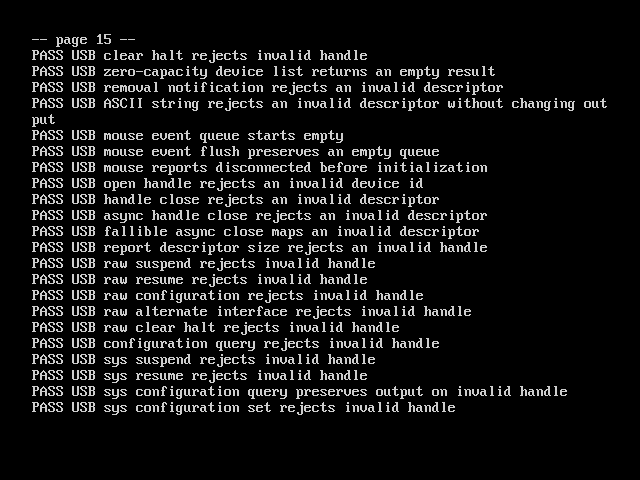 -- page 15 --
PASS USB clear halt rejects invalid handle
PASS USB zero-capacity device list returns an empty result
PASS USB removal notification rejects an invalid descriptor
PASS USB ASCII string rejects an invalid descriptor without changing out
put
PASS USB mouse event queue starts empty
PASS USB mouse event flush preserves an empty queue
PASS USB mouse reports disconnected before initialization
PASS USB open handle rejects an invalid device id
PASS USB handle close rejects an invalid descriptor
PASS USB async handle close rejects an invalid descriptor
PASS USB fallible async close maps an invalid descriptor
PASS USB report descriptor size rejects an invalid handle
PASS USB raw suspend rejects invalid handle
PASS USB raw resume rejects invalid handle
PASS USB raw configuration rejects invalid handle
PASS USB raw alternate interface rejects invalid handle
PASS USB raw clear halt rejects invalid handle
PASS USB configuration query rejects invalid handle
PASS USB sys suspend rejects invalid handle
PASS USB sys resume rejects invalid handle
PASS USB sys configuration query preserves output on invalid handle
PASS USB sys configuration set rejects invalid handle